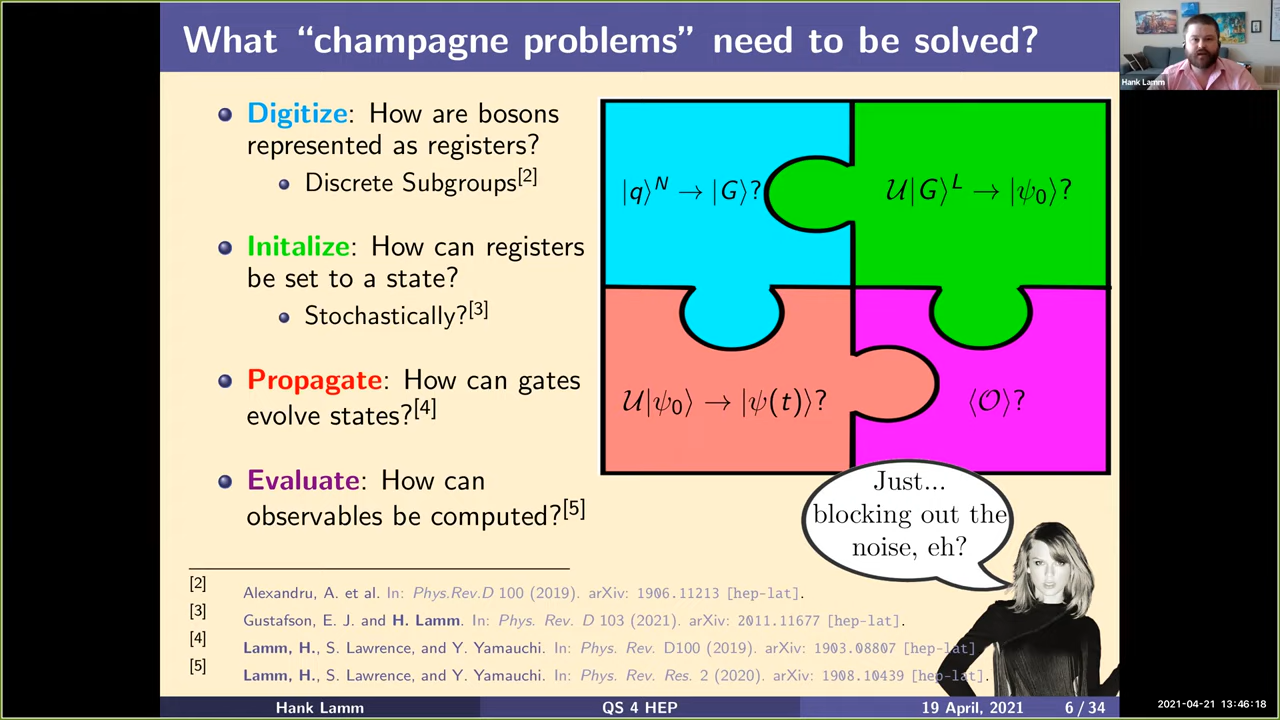 What “champagne problems” need to be solved?
Hank Lamm
Digitize: How are bosons
represented as registers?
Discrete Subgroups[2]
Initalize: How can registers
be set to a state?
Stochastically?[3]
Propagate: How can gates
evolve states?[4]
Evaluate: How can
observables be computed?[5]
|q⟩^N → |G⟩?
𝒰|G⟩^L → |ψ₀⟩?
𝒰|ψ₀⟩ → |ψ(t)⟩?
⟨𝒪⟩?
Just...
blocking out the
noise, eh?
[2] Alexandru, A. et al. In: Phys.Rev.D 100 (2019). arXiv: 1906.11213 [hep-lat].
[3] Gustafson, E. J. and H. Lamm. In: Phys. Rev. D 103 (2021). arXiv: 2011.11677 [hep-lat].
[4] Lamm, H., S. Lawrence, and Y. Yamauchi. In: Phys. Rev. D100 (2019). arXiv: 1903.08807 [hep-lat]
[5] Lamm, H., S. Lawrence, and Y. Yamauchi. In: Phys. Rev. Res. 2 (2020). arXiv: 1908.10439 [hep-lat].
Hank Lamm QS 4 HEP 19 April, 2021 6 / 34
2021-04-21 13:46:18